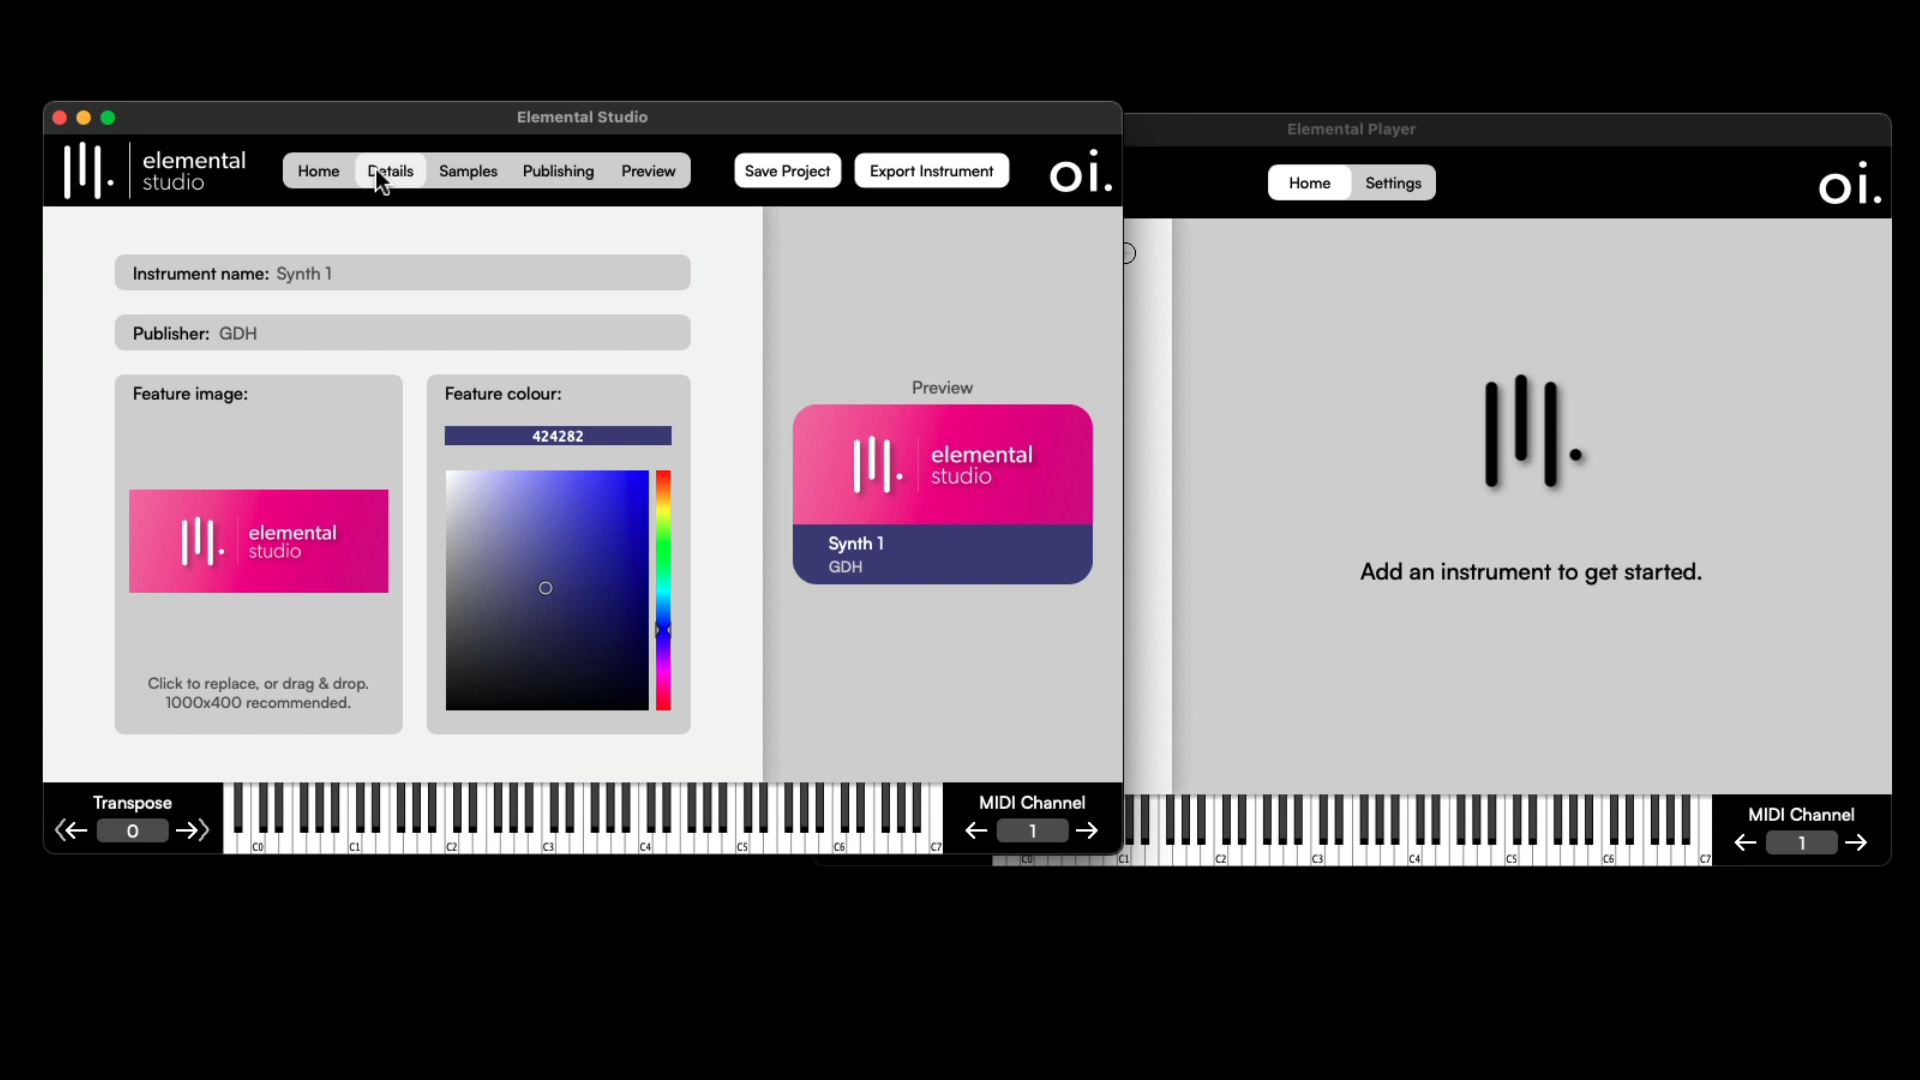 Elemental Studio
elemental
studio
Home
Details
Samples
Publishing
Preview
Save Project
Export Instrument
oi.
Instrument name: Synth 1
Publisher: GDH
Feature image:
elemental
studio
Click to replace, or drag & drop.
1000x400 recommended.
Feature colour:
424282
Preview
elemental
studio
Synth 1
GDH
Transpose
0
C0 C1 C2 C3 C4 C5 C6 C7
MIDI Channel
1
Elemental Player
Home
Settings
oi.
Add an instrument to get started.
C0 C1 C2 C3 C4 C5 C6 C7
MIDI Channel
1